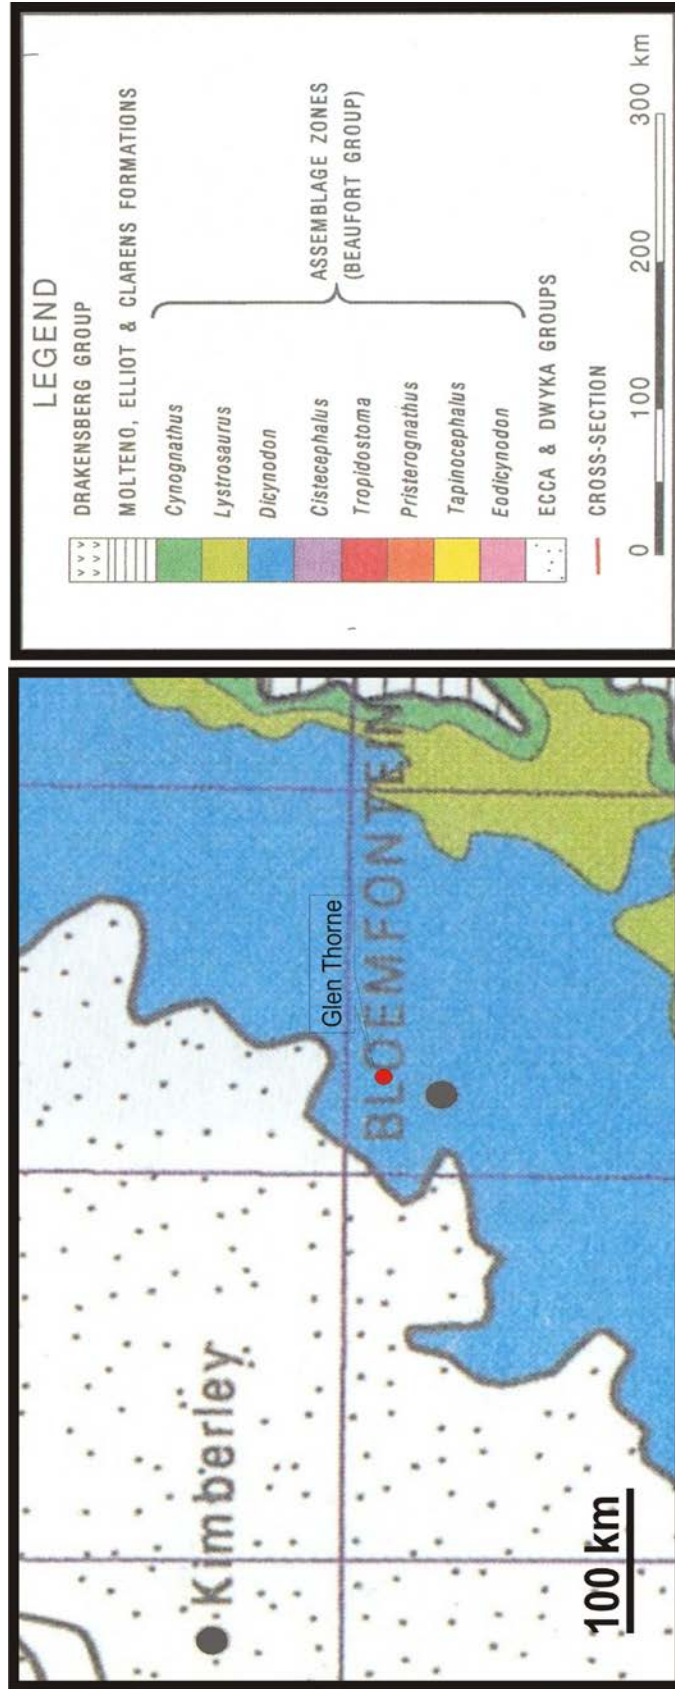 Kimberley
Glen Thorne
BLOEMFONTEIN
100 km
LEGEND
DRAKENSBERG GROUP
MOLTENO, ELLIOT & CLARENS FORMATIONS
Cynognathus
Lystrosaurus
Dicynodon
Cistecephalus
Tropidostoma
Pristerognathus
Tapinocephalus
Eodicynodon
ASSEMBLAGE ZONES
(BEAUFORT GROUP)
ECCA & DWYKA GROUPS
CROSS-SECTION
0 100 200 300 km